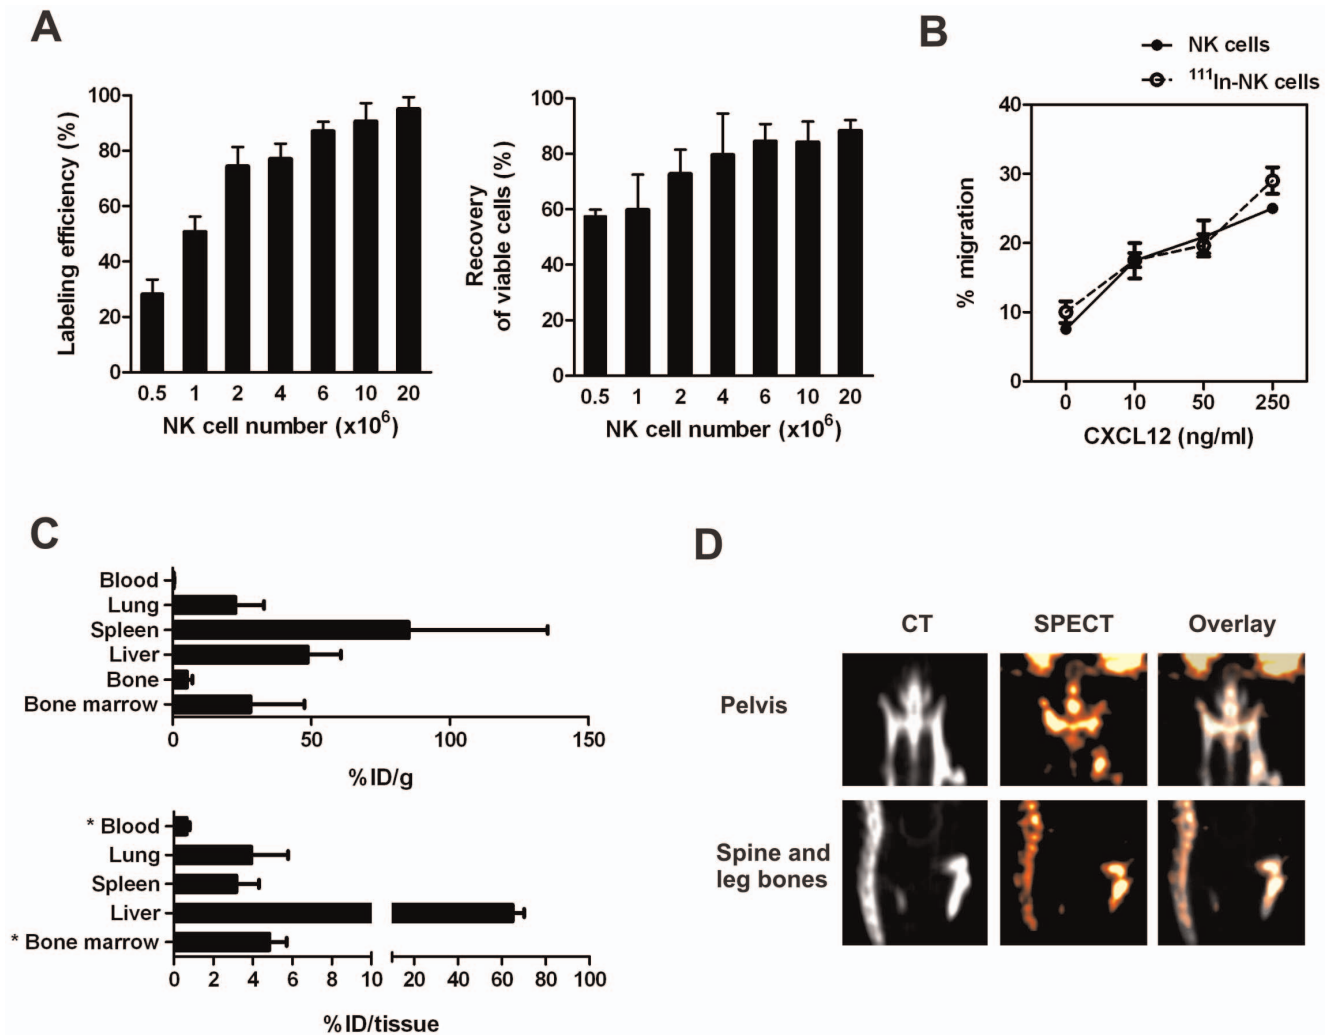 A
Labeling efficiency (%)
100
80
60
40
20
0
0.5 1 2 4 6 10 20
NK cell number (x10⁶)
Recovery
of viable cells (%)
100
80
60
40
20
0
0.5 1 2 4 6 10 20
NK cell number (x10⁶)
B
NK cells
¹¹¹In-NK cells
% migration
40
30
20
10
0
0 10 50 250
CXCL12 (ng/ml)
C
Blood
Lung
Spleen
Liver
Bone
Bone marrow
0 50 100 150
%ID/g
* Blood
Lung
Spleen
Liver
* Bone marrow
0 2 4 6 8 10 20 40 60 80 100
%ID/tissue
D
CT SPECT Overlay
Pelvis
Spine and
leg bones